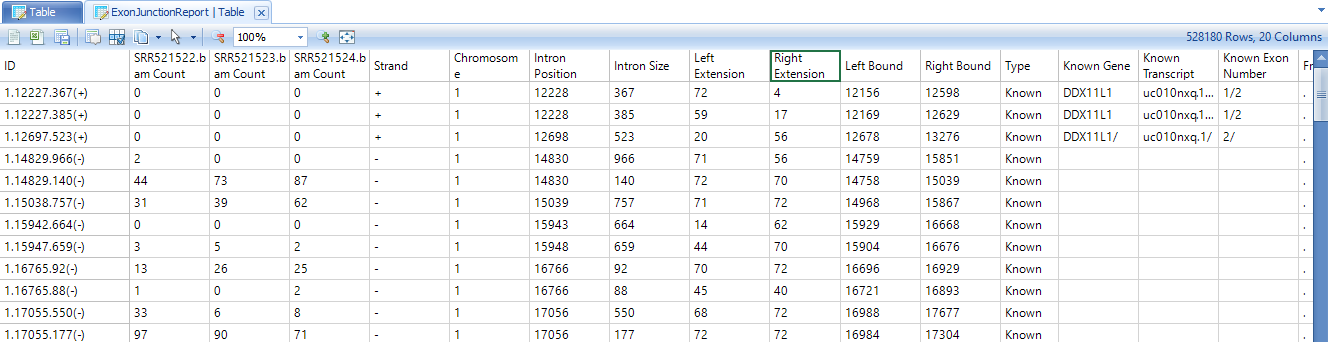 Table ExonJunctionReport | Table
100% 528180 Rows, 20 Columns
ID SRR521522.bam Count SRR521523.bam Count SRR521524.bam Count Strand Chromosome Intron Position Intron Size Left Extension Right Extension Left Bound Right Bound Type Known Gene Known Transcript Known Exon Number Fr
1.12227.367(+) 0 0 0 + 1 12228 367 72 4 12156 12598 Known DDX11L1 uc010nxq.1... 1/2 .
1.12227.385(+) 0 0 0 + 1 12228 385 59 17 12169 12629 Known DDX11L1 uc010nxq.1... 1/2 .
1.12697.523(+) 0 0 0 + 1 12698 523 20 56 12678 13276 Known DDX11L1/ uc010nxq.1/ 2/ .
1.14829.966(-) 2 0 0 - 1 14830 966 71 56 14759 15851 Known .
1.14829.140(-) 44 73 87 - 1 14830 140 72 70 14758 15039 Known .
1.15038.757(-) 31 39 62 - 1 15039 757 71 72 14968 15867 Known .
1.15942.664(-) 0 0 0 - 1 15943 664 14 62 15929 16668 Known .
1.15947.659(-) 3 5 2 - 1 15948 659 44 70 15904 16676 Known .
1.16765.92(-) 13 26 25 - 1 16766 92 70 72 16696 16929 Known .
1.16765.88(-) 1 0 2 - 1 16766 88 45 40 16721 16893 Known .
1.17055.550(-) 33 6 8 - 1 17056 550 68 72 16988 17677 Known .
1.17055.177(-) 97 90 71 - 1 17056 177 72 72 16984 17304 Known .